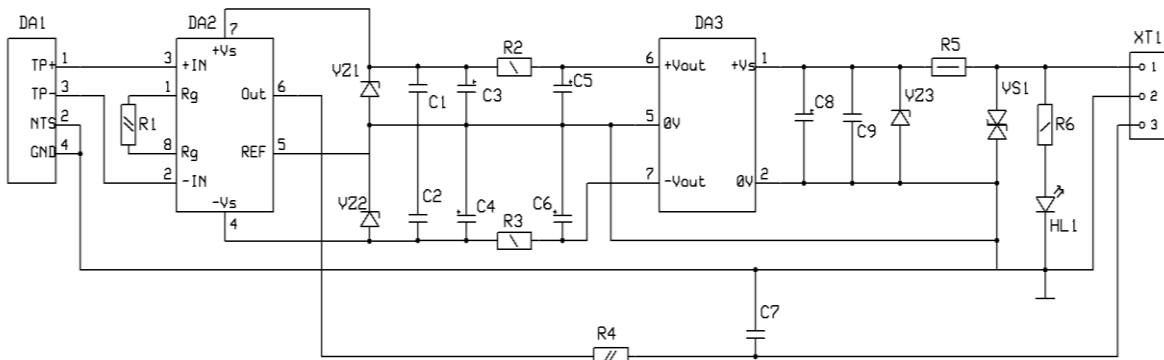 DA1
DA2
DA3
XT1
TP+ 1
TP- 3
NTS 2
GND 4
R1
7
+Vs
3 +IN
1 Rg
8 Rg
2 -IN
-Vs
4
Out 6
REF 5
VZ1
VZ2
C1
C2
C3
C4
R2
R3
C5
C6
6 +Vout
5 0V
7 -Vout
+Vs 1
0V 2
C8
C9
VZ3
R5
VS1
R6
HL1
1
2
3
R4
C7